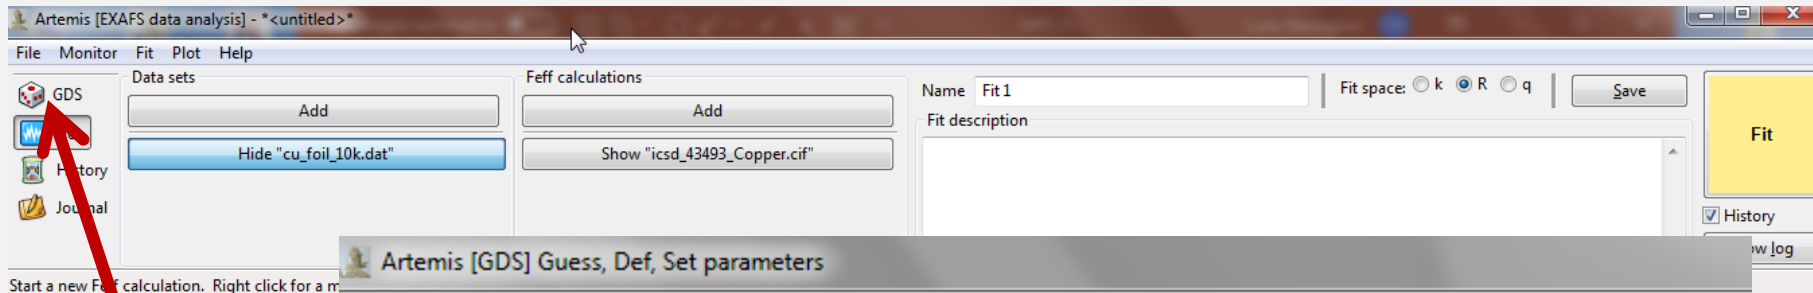 Artemis [EXAFS data analysis] - *<untitled>*
File Monitor Fit Plot Help
GDS
History
Journal
Data sets
Add
Hide "cu_foil_10k.dat"
Feff calculations
Add
Show "icsd_43493_Copper.cif"
Name Fit 1
Fit space: k R q
Save
Fit description
Fit
History
log
Artemis [GDS] Guess, Def, Set parameters
Start a new Feff calculation. Right click for a